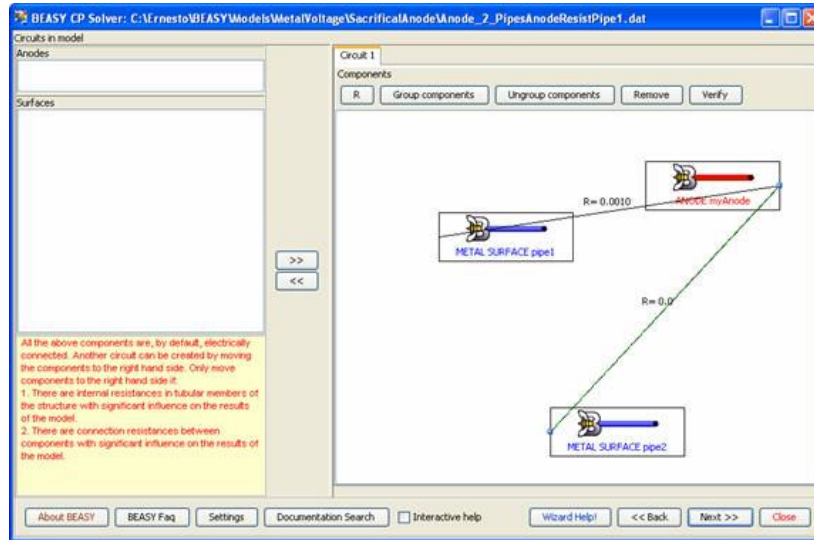 BEASY CP Solver: C:\Ernesto\BEASY\Models\MetalVoltage\SacrificalAnode\Anode_2_PipesAnodeResistPipe1.dat
Circuits in model
Anodes
Surfaces
All the above components are, by default, electrically
connected. Another circuit can be created by moving
the components to the right hand side. Only move
components to the right hand side if:
1. There are internal resistances in tubular members of
the structure with significant influence on the results
of the model.
2. There are connection resistances between
components with significant influence on the results of
the model.
>>
<<
Circuit 1
Components
R Group components Ungroup components Remove Verify
ANODE myAnode
R= 0.0010
METAL SURFACE pipe1
R= 0.0
METAL SURFACE pipe2
About BEASY BEASY Faq Settings Documentation Search Interactive help Wizard Help! << Back Next >> Close